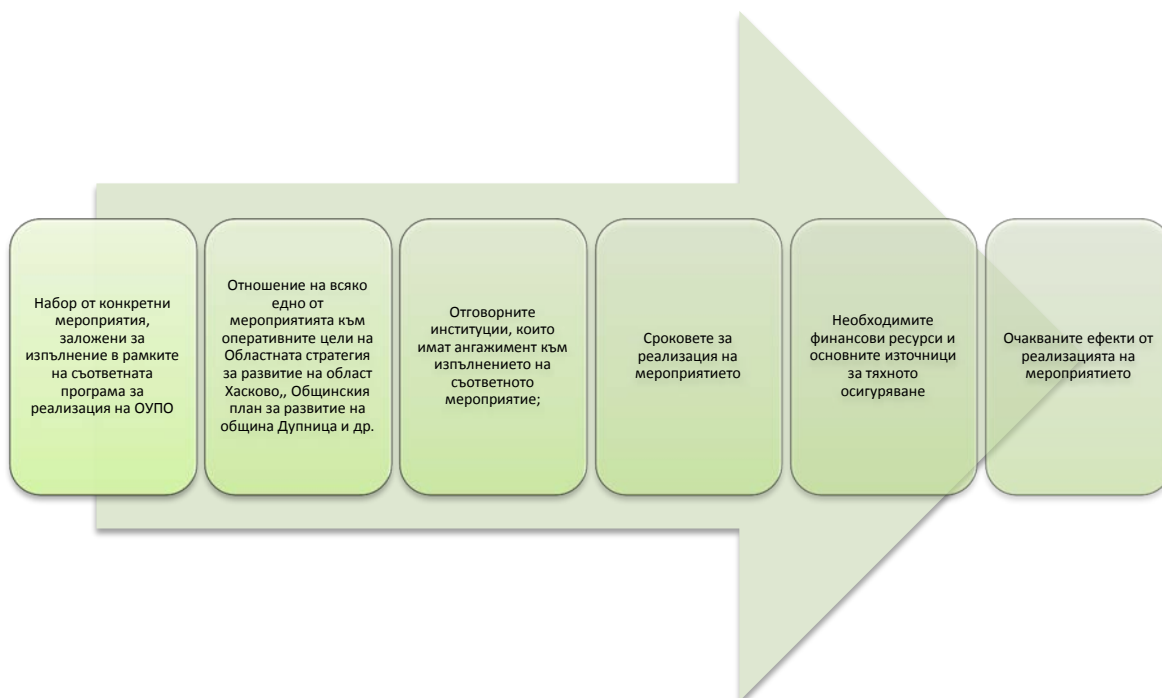 Набор от конкретни
мероприятия,
заложени за
изпълнение в рамките
на съответната
програма за
реализация на ОУПО
Отношение на всяко
едно от
мероприятията към
оперативните цели на
Областната стратегия
за развитие на област
Хасково,, Общинския
план за развитие на
община Дупница и др.
Отговорните
институции, които
имат ангажимент към
изпълнението на
съответното
мероприятие;
Сроковете за
реализация на
мероприятието
Необходимите
финансови ресурси и
основните източници
за тяхното
осигуряване
Очакваните ефекти от
реализацията на
мероприятието